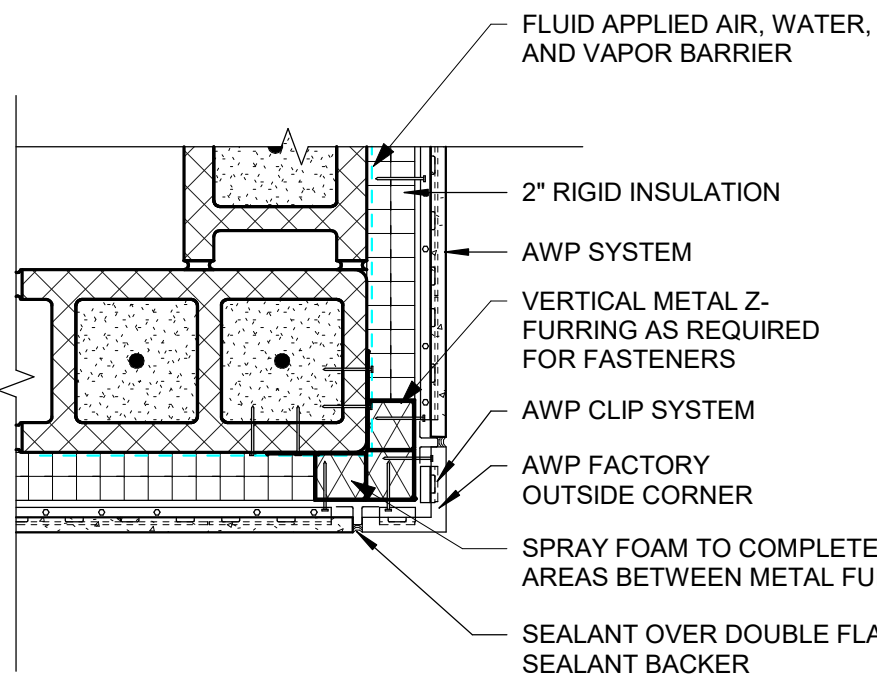 FLUID APPLIED AIR, WATER,
AND VAPOR BARRIER
2" RIGID INSULATION
AWP SYSTEM
VERTICAL METAL Z-
FURRING AS REQUIRED
FOR FASTENERS
AWP CLIP SYSTEM
AWP FACTORY
OUTSIDE CORNER
SPRAY FOAM TO COMPLETE
AREAS BETWEEN METAL
SEALANT OVER DOUBLE
SEALANT BACKER